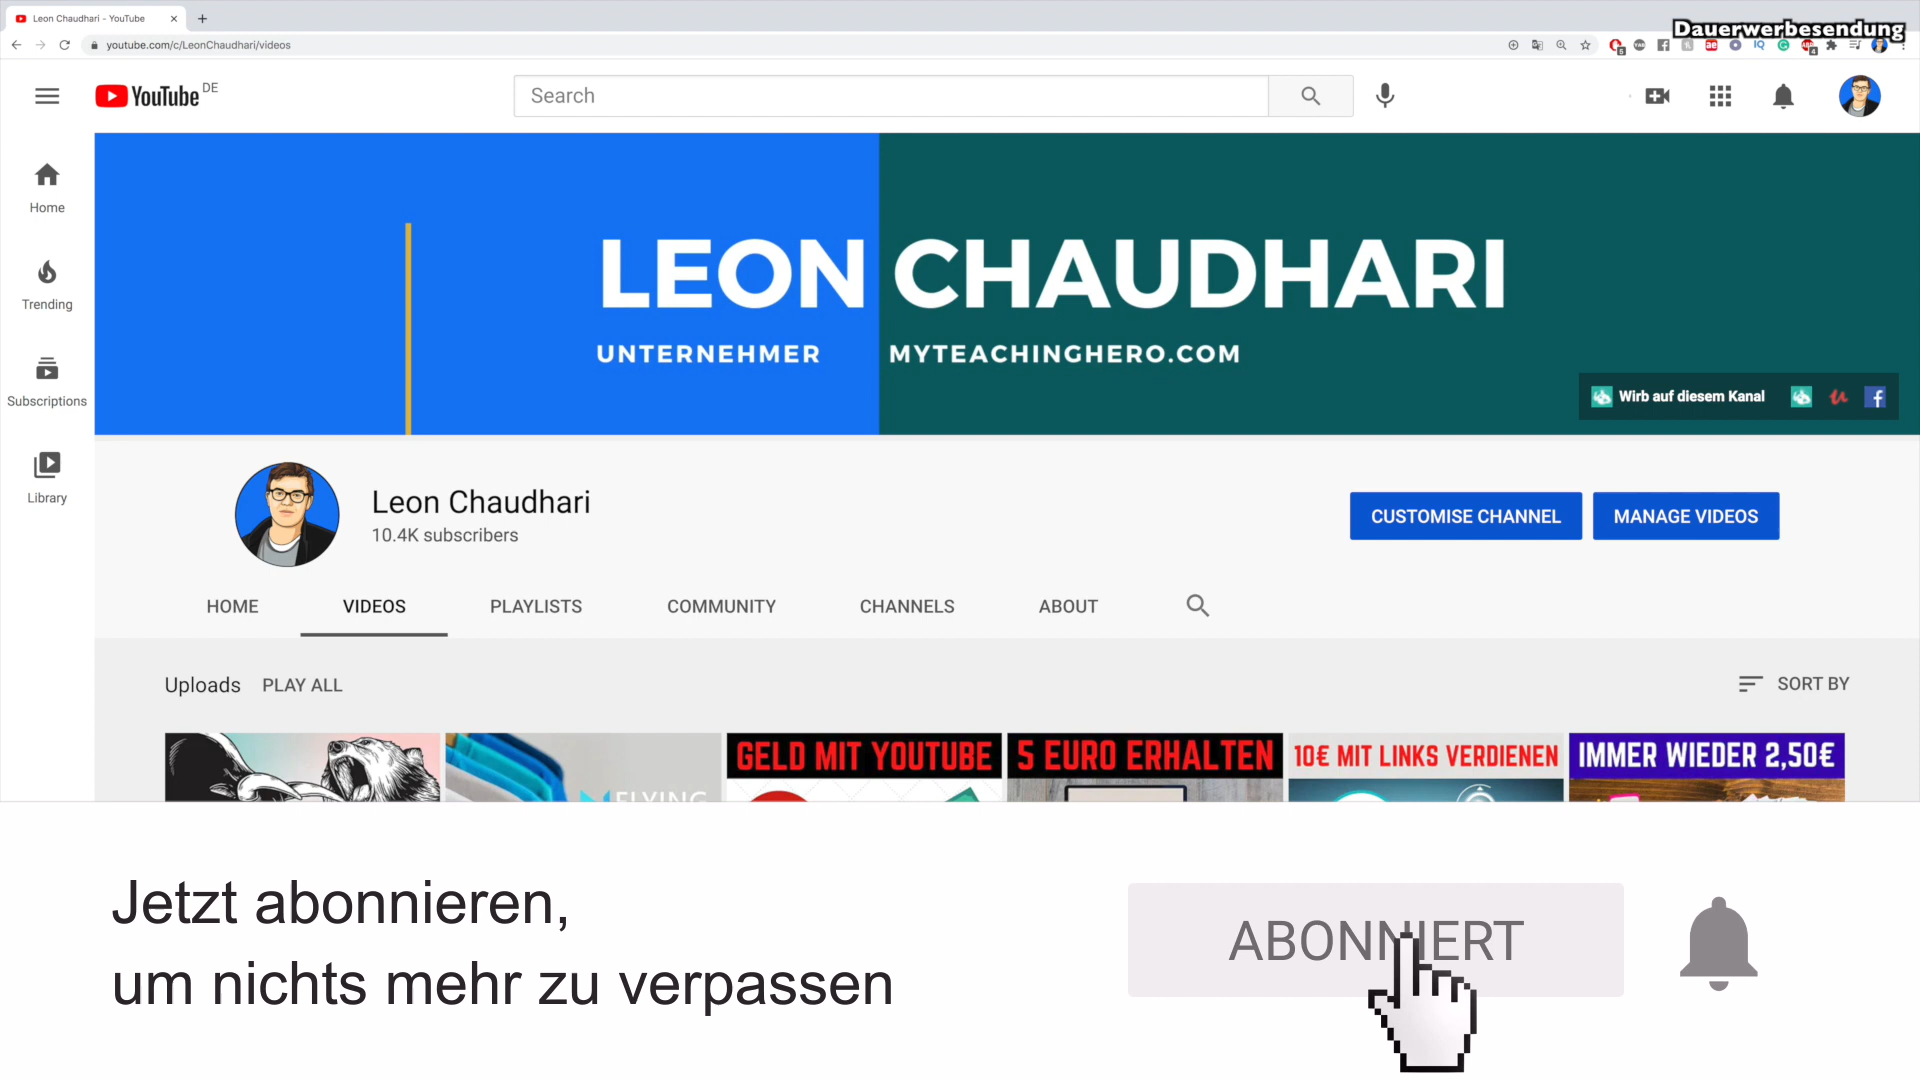 Leon Chaudhari - YouTube
Dauerwerbesendung
youtube.com/c/LeonChaudhari/videos
YouTube DE
Search
Home
Trending
Subscriptions
Library
LEON CHAUDHARI
UNTERNEHMER MYTEACHINGHERO.COM
Wirb auf diesem Kanal
Leon Chaudhari
10.4K subscribers
CUSTOMISE CHANNEL MANAGE VIDEOS
HOME VIDEOS PLAYLISTS COMMUNITY CHANNELS ABOUT
Uploads PLAY ALL SORT BY
GELD MIT YOUTUBE 5 EURO ERHALTEN 10€ MIT LINKS VERDIENEN IMMER WIEDER 2,50€
FLYING
Jetzt abonnieren,
um nichts mehr zu verpassen
ABONNIERT